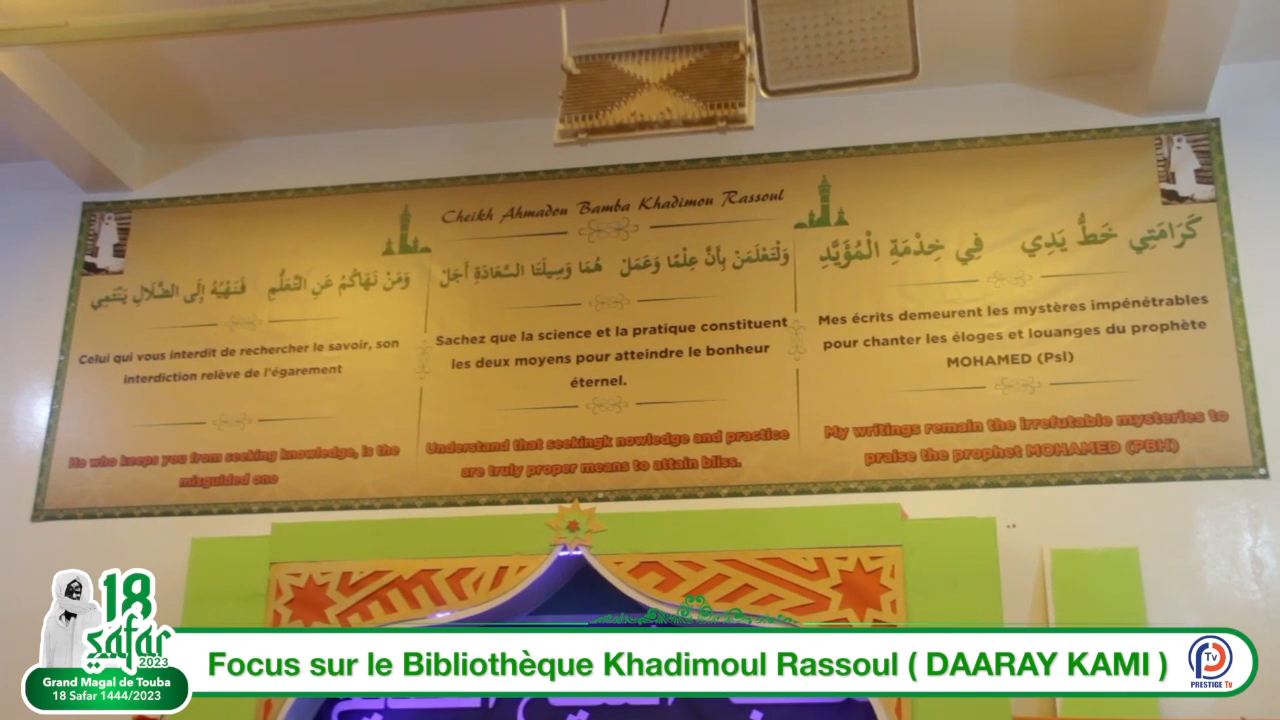 Cheikh Ahmadou Bamba Khadimou Rassoul
كَرَامَتِي خَطُّ يَدِي فِي خِدْمَةِ الْمُؤَيَّدِ
Mes écrits demeurent les mystères impénétrables
pour chanter les éloges et louanges du prophète
MOHAMED (Psl)
My writings remain the irrefutable mysteries to
praise the prophet MOHAMED (PBH)
وَلْتَعْلَمَنْ بِأَنَّ عِلْمًا وَعَمَلْ هُمَا وَسِيلَتَا السَّعَادَةِ أَجَلْ
Sachez que la science et la pratique constituent
les deux moyens pour atteindre le bonheur
éternel.
Understand that seekingk nowledge and practice
are truly proper means to attain bliss.
وَمَنْ نَهَاكُمُ عَنِ التَّعَلُّمِ فَنَهْيُهُ إِلَى الضَّلَالِ يَنْتَمِي
Celui qui vous interdit de rechercher le savoir, son
interdiction relève de l'égarement
He who keeps you from seeking knowledge, is the
misguided one
18
safar
2023
Grand Magal de Touba
18 Safar 1444/2023
Focus sur le Bibliothèque Khadimoul Rassoul ( DAARAY KAMI )
Tv
PRESTIGE Tv